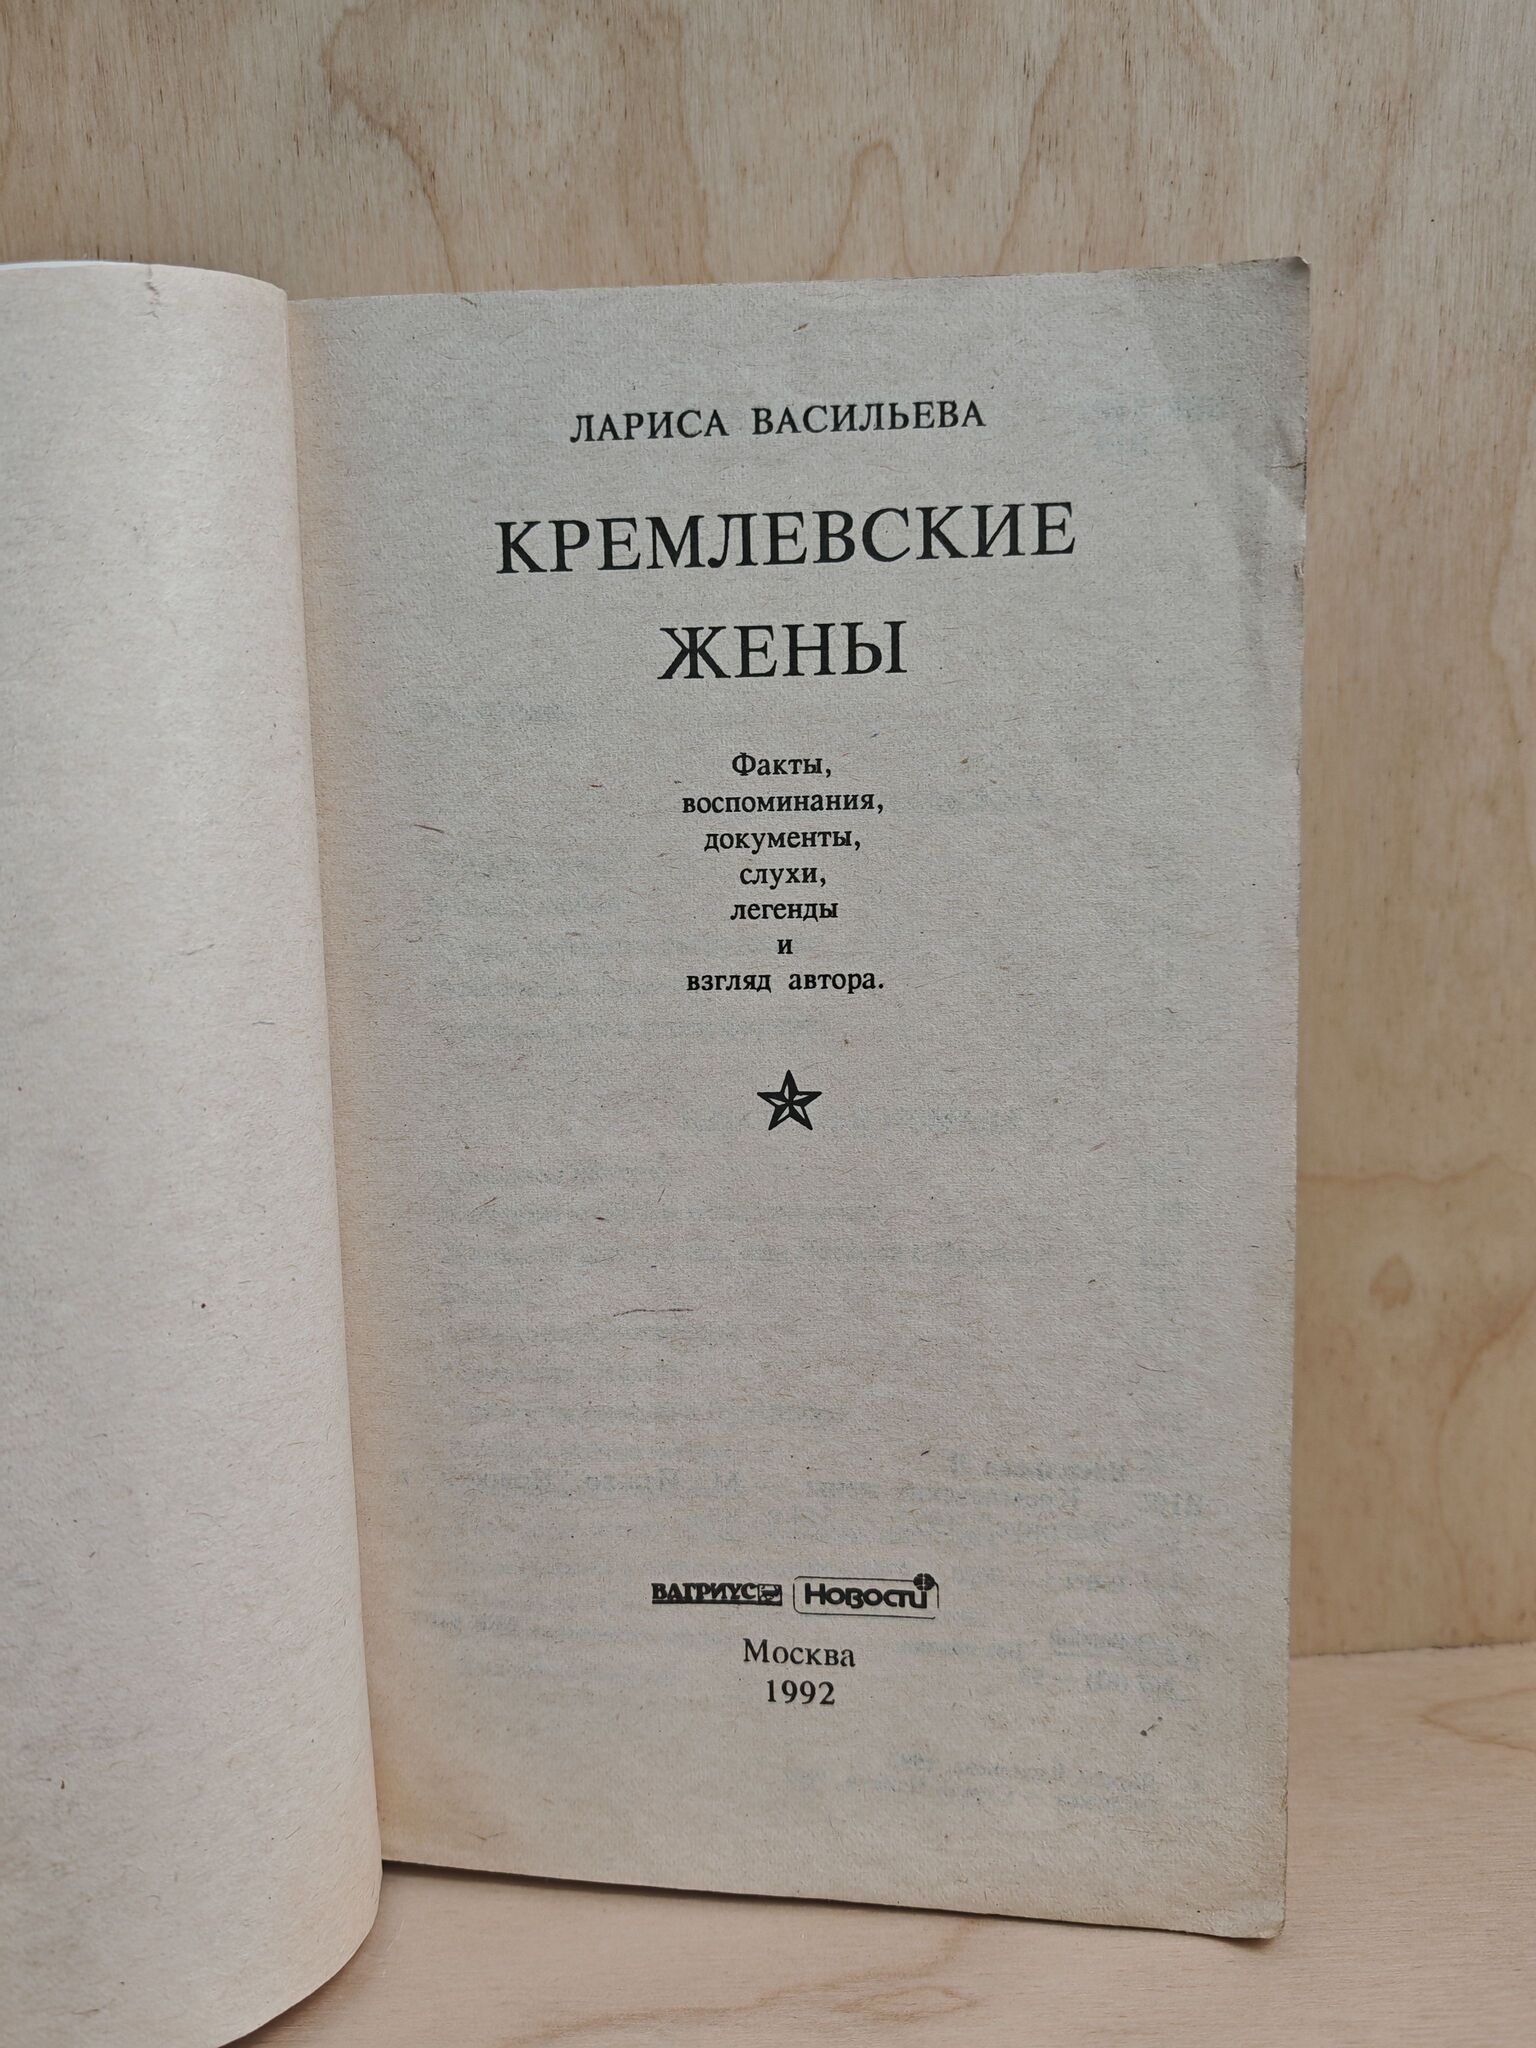 ЛАРИСА ВАСИЛЬЕВА
КРЕМЛЕВСКИЕ
ЖЕНЫ
Факты,
воспоминания,
документы,
слухи,
легенды
и
взгляд автора.
ВАГРИУС НОВОСТИ
Москва
1992